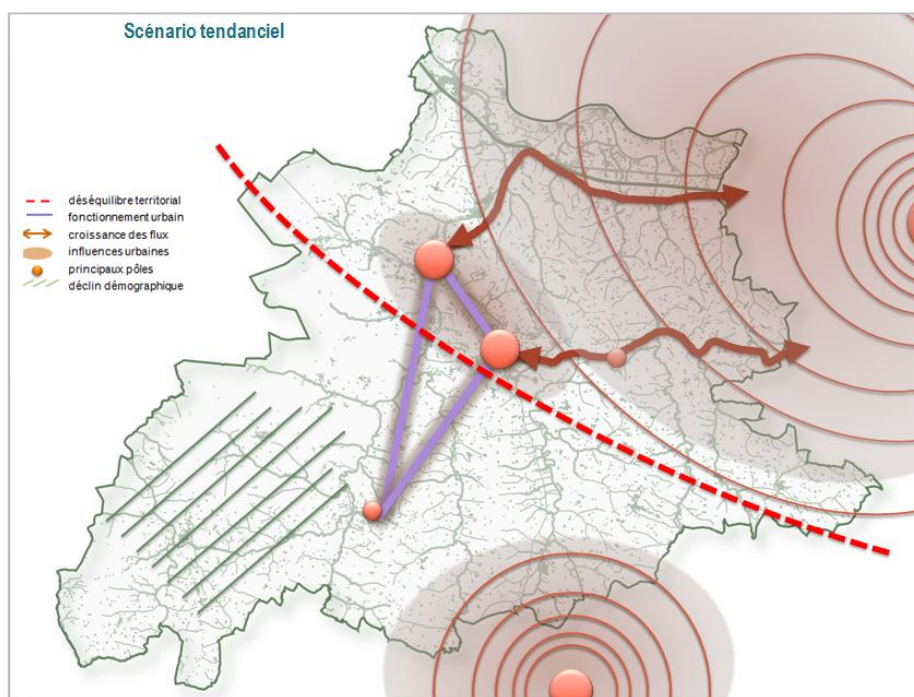 Scénario tendanciel
déséquilibre territorial
fonctionnement urbain
croissance des flux
influences urbaines
principaux pôles
déclin démographique